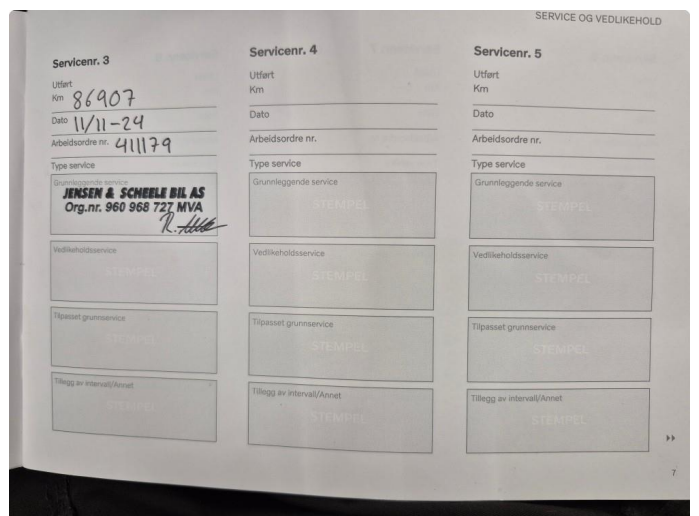 SERVICE OG VEDLIKEHOLD
Servicenr. 3
Utført
Km 86907
Dato 11/11-24
Arbeidsordre nr. 411179
Type service
Grunnleggende service
JENSEN & SCHEELE BIL AS
Org.nr. 960 968 727 MVA
Vedlikeholdsservice
STEMPEL
Tilpasset grunnservice
STEMPEL
Tillegg av intervall/Annet
STEMPEL
Servicenr. 4
Utført
Km
Dato
Arbeidsordre nr.
Type service
Grunnleggende service
STEMPEL
Vedlikeholdsservice
STEMPEL
Tilpasset grunnservice
STEMPEL
Tillegg av intervall/Annet
STEMPEL
Servicenr. 5
Utført
Km
Dato
Arbeidsordre nr.
Type service
Grunnleggende service
STEMPEL
Vedlikeholdsservice
STEMPEL
Tilpasset grunnservice
STEMPEL
Tillegg av intervall/Annet
STEMPEL
7